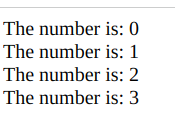 The number is: 0
The number is: 1
The number is: 2
The number is: 3